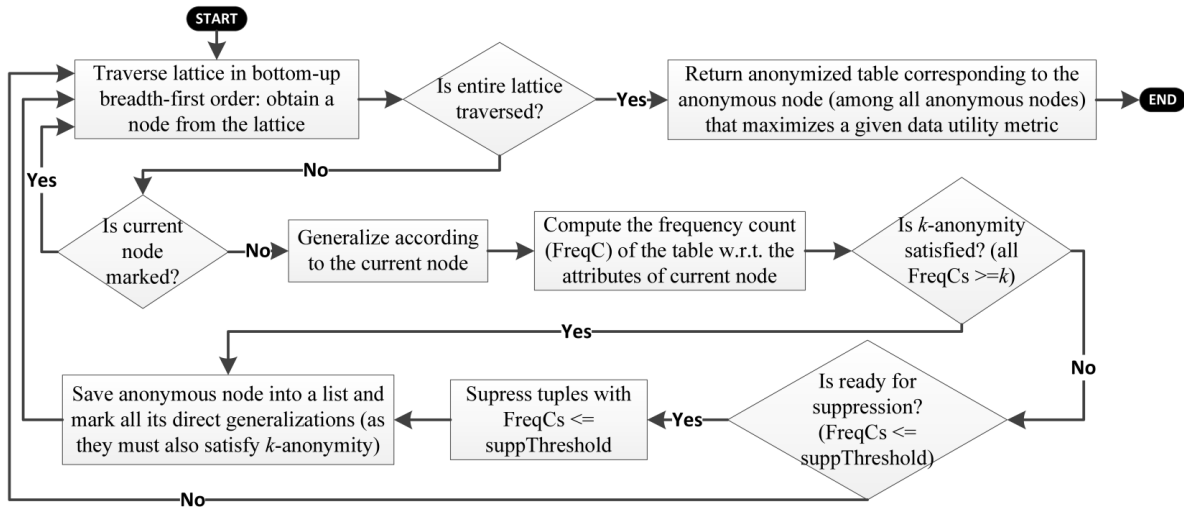 START
Traverse lattice in bottom-up
breadth-first order: obtain a
node from the lattice
Is entire lattice
traversed?
Yes
Return anonymized table corresponding to the
anonymous node (among all anonymous nodes)
that maximizes a given data utility metric
END
No
Yes
Is current
node
marked?
No
Generalize according
to the current node
Compute the frequency count
(FreqC) of the table w.r.t. the
attributes of current node
Is k-anonymity
satisfied? (all
FreqCs >=k)
Yes
No
Save anonymous node into a list and
mark all its direct generalizations (as
they must also satisfy k-anonymity)
Supress tuples with
FreqCs <=
suppThreshold
Yes
Is ready for
suppression?
(FreqCs <=
suppThreshold)
No